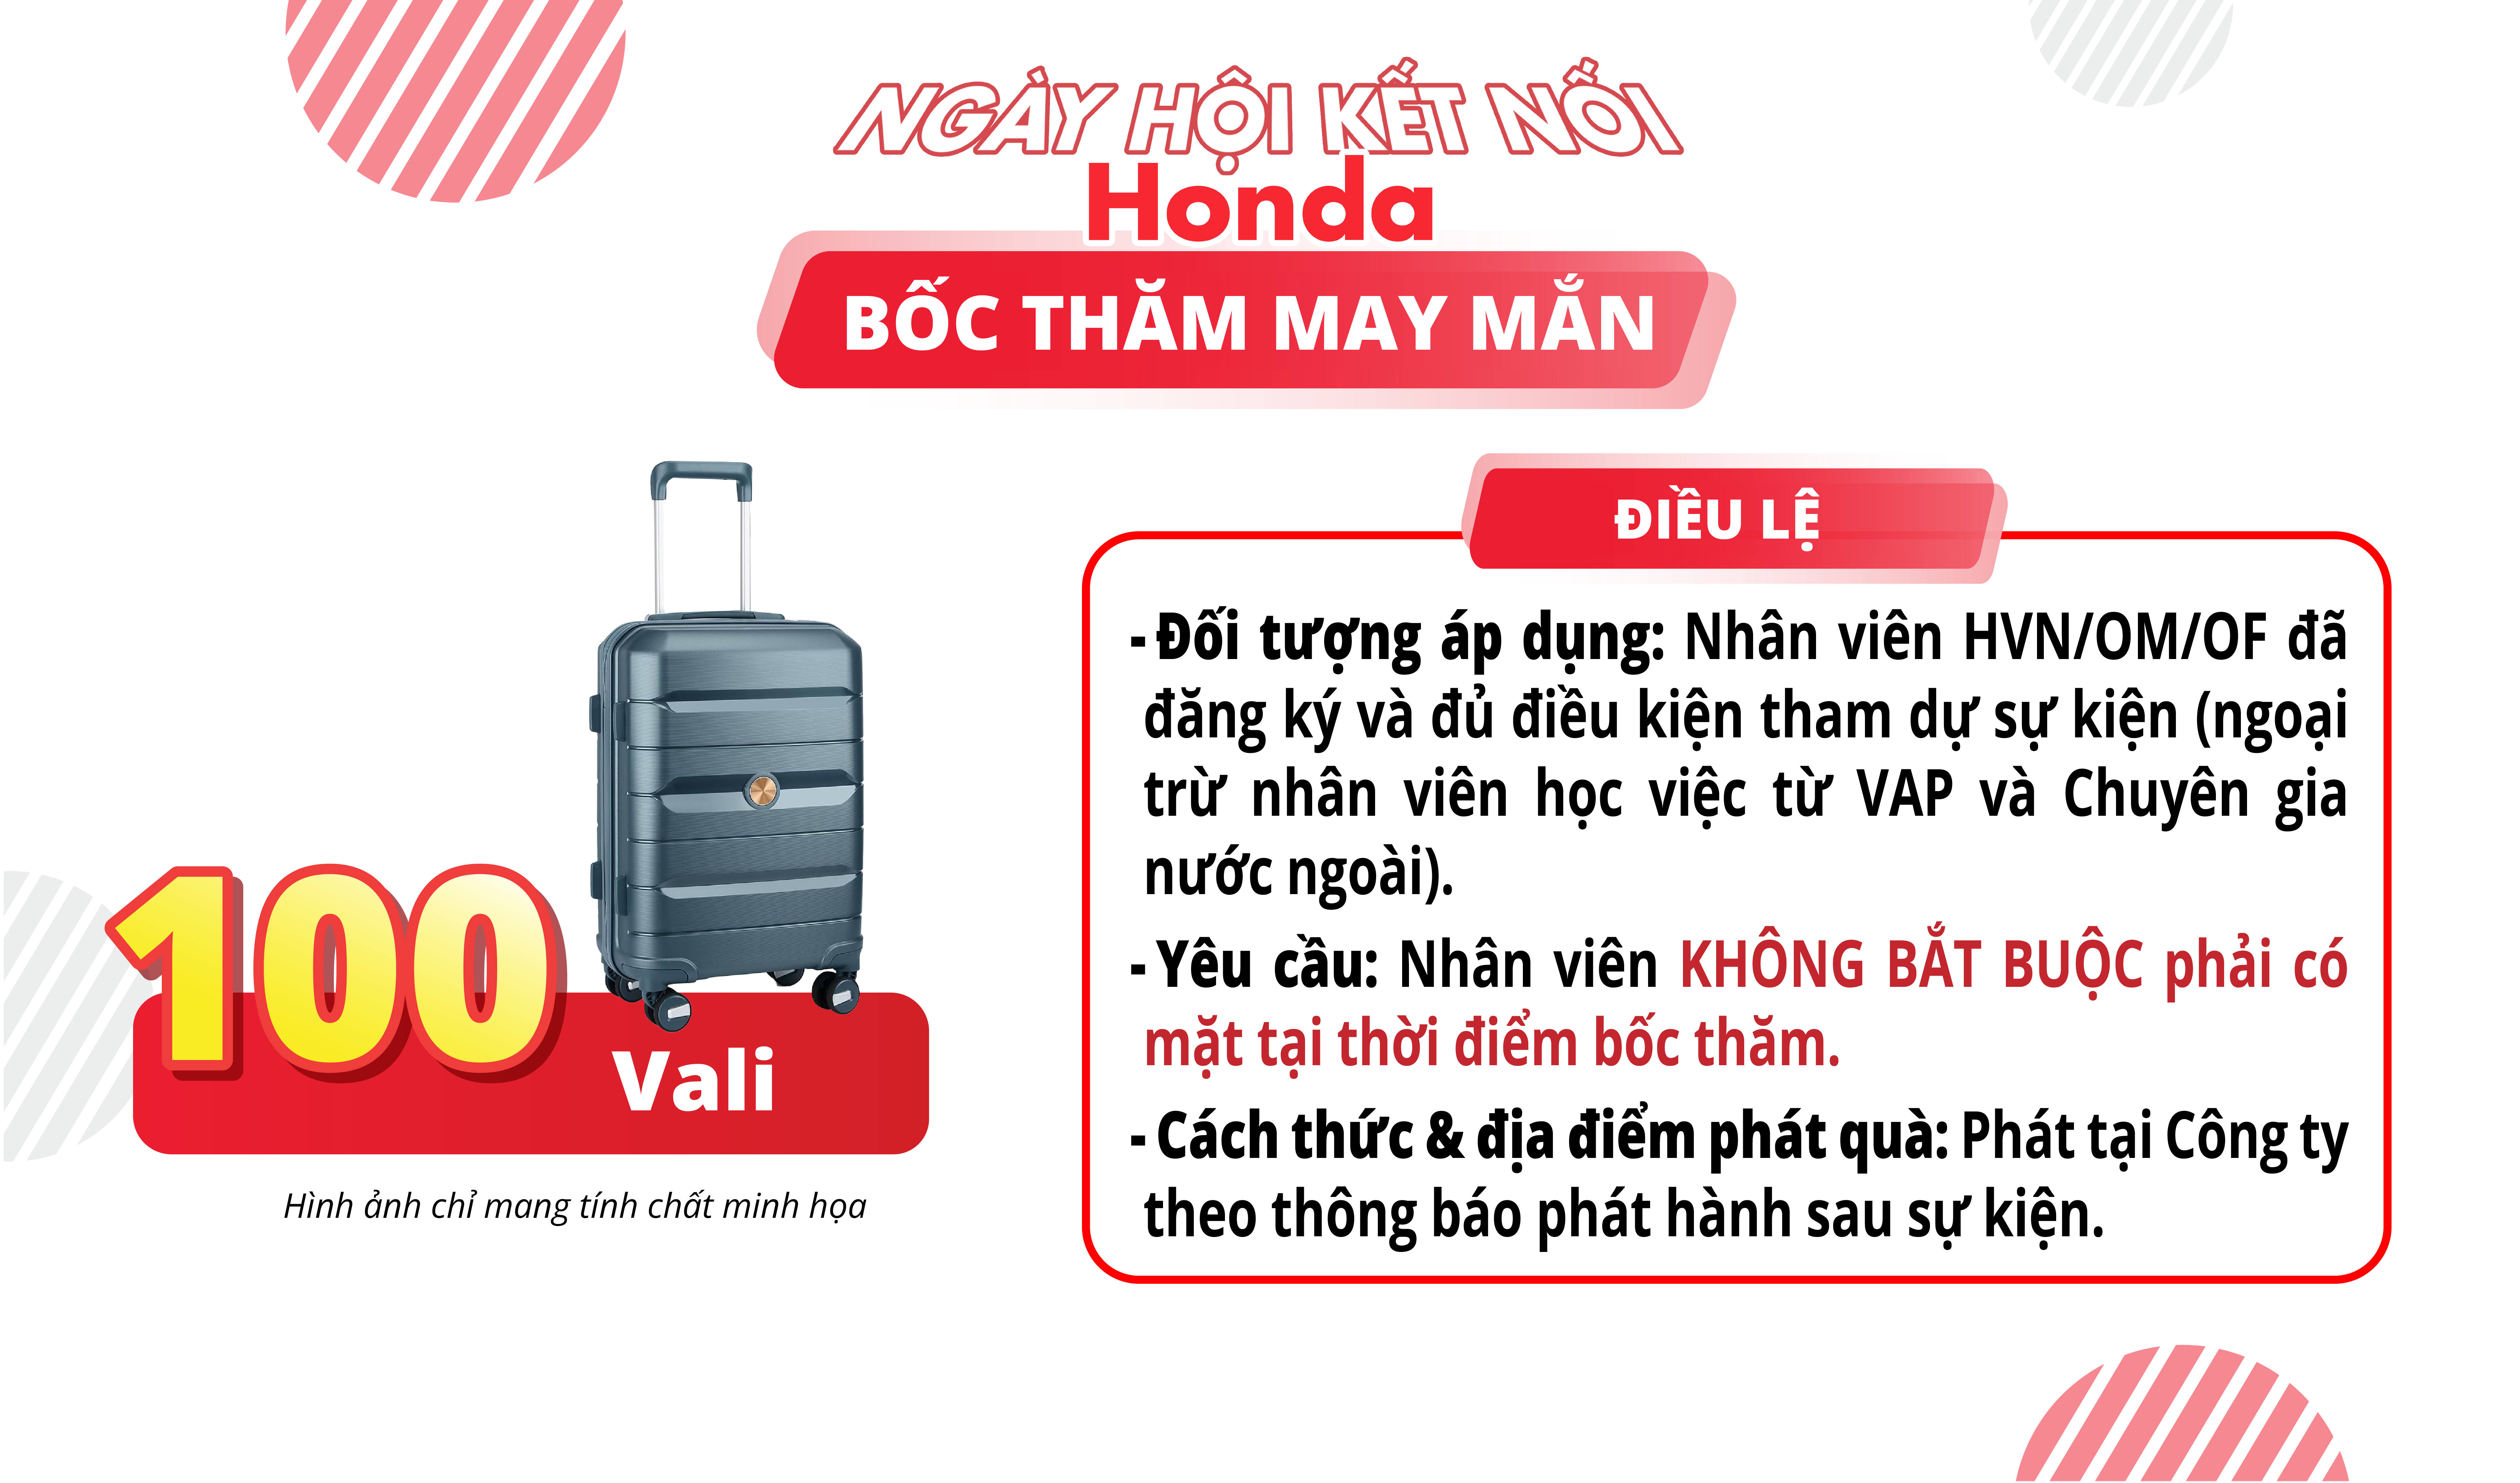 NGÀY HỘI KẾT NỐI
Honda
BỐC THĂM MAY MẮN
100
Vali
Hình ảnh chỉ mang tính chất minh họa
ĐIỀU LỆ
- Đối tượng áp dụng: Nhân viên HVN/OM/OF đã
đăng ký và đủ điều kiện tham dự sự kiện (ngoại
trừ nhân viên học việc từ VAP và Chuyên gia
nước ngoài).
- Yêu cầu: Nhân viên KHÔNG BẮT BUỘC phải có
mặt tại thời điểm bốc thăm.
- Cách thức & địa điểm phát quà: Phát tại Công ty
theo thông báo phát hành sau sự kiện.